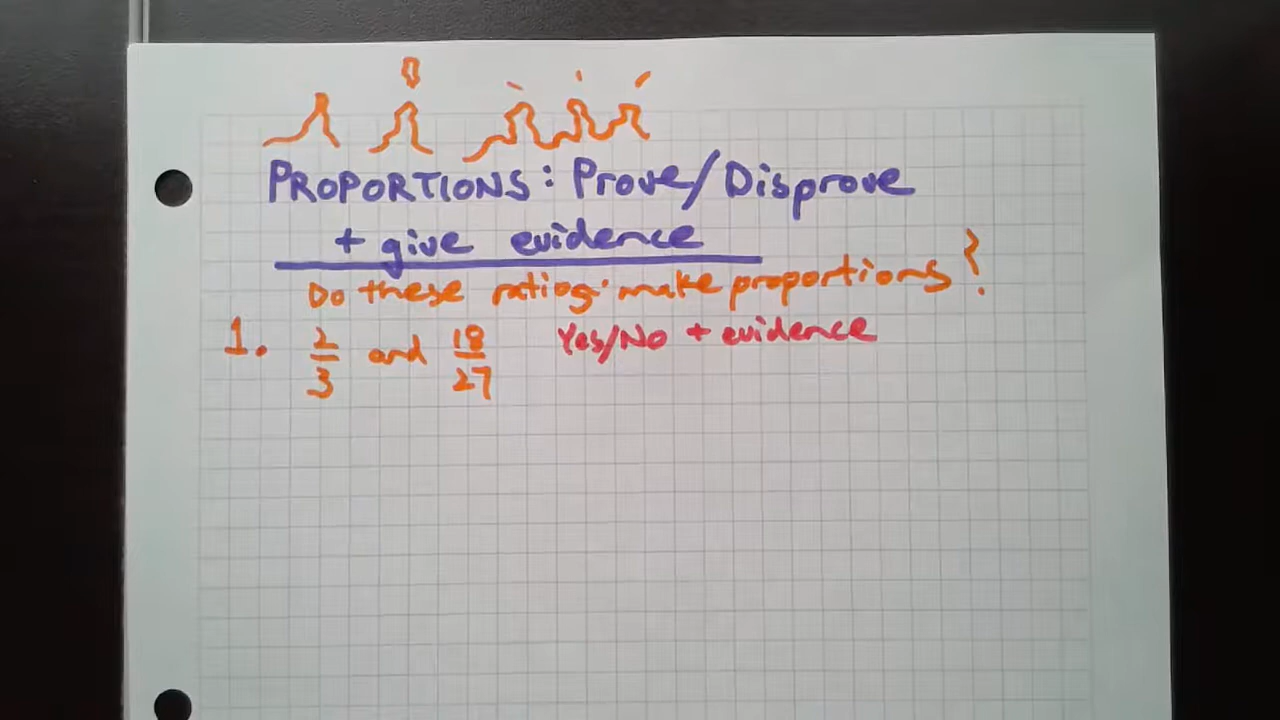 PROPORTIONS: Prove/Disprove
+ give evidence
Do these ratios make proportions?
1. 2/3 and 18/27 Yes/No + evidence